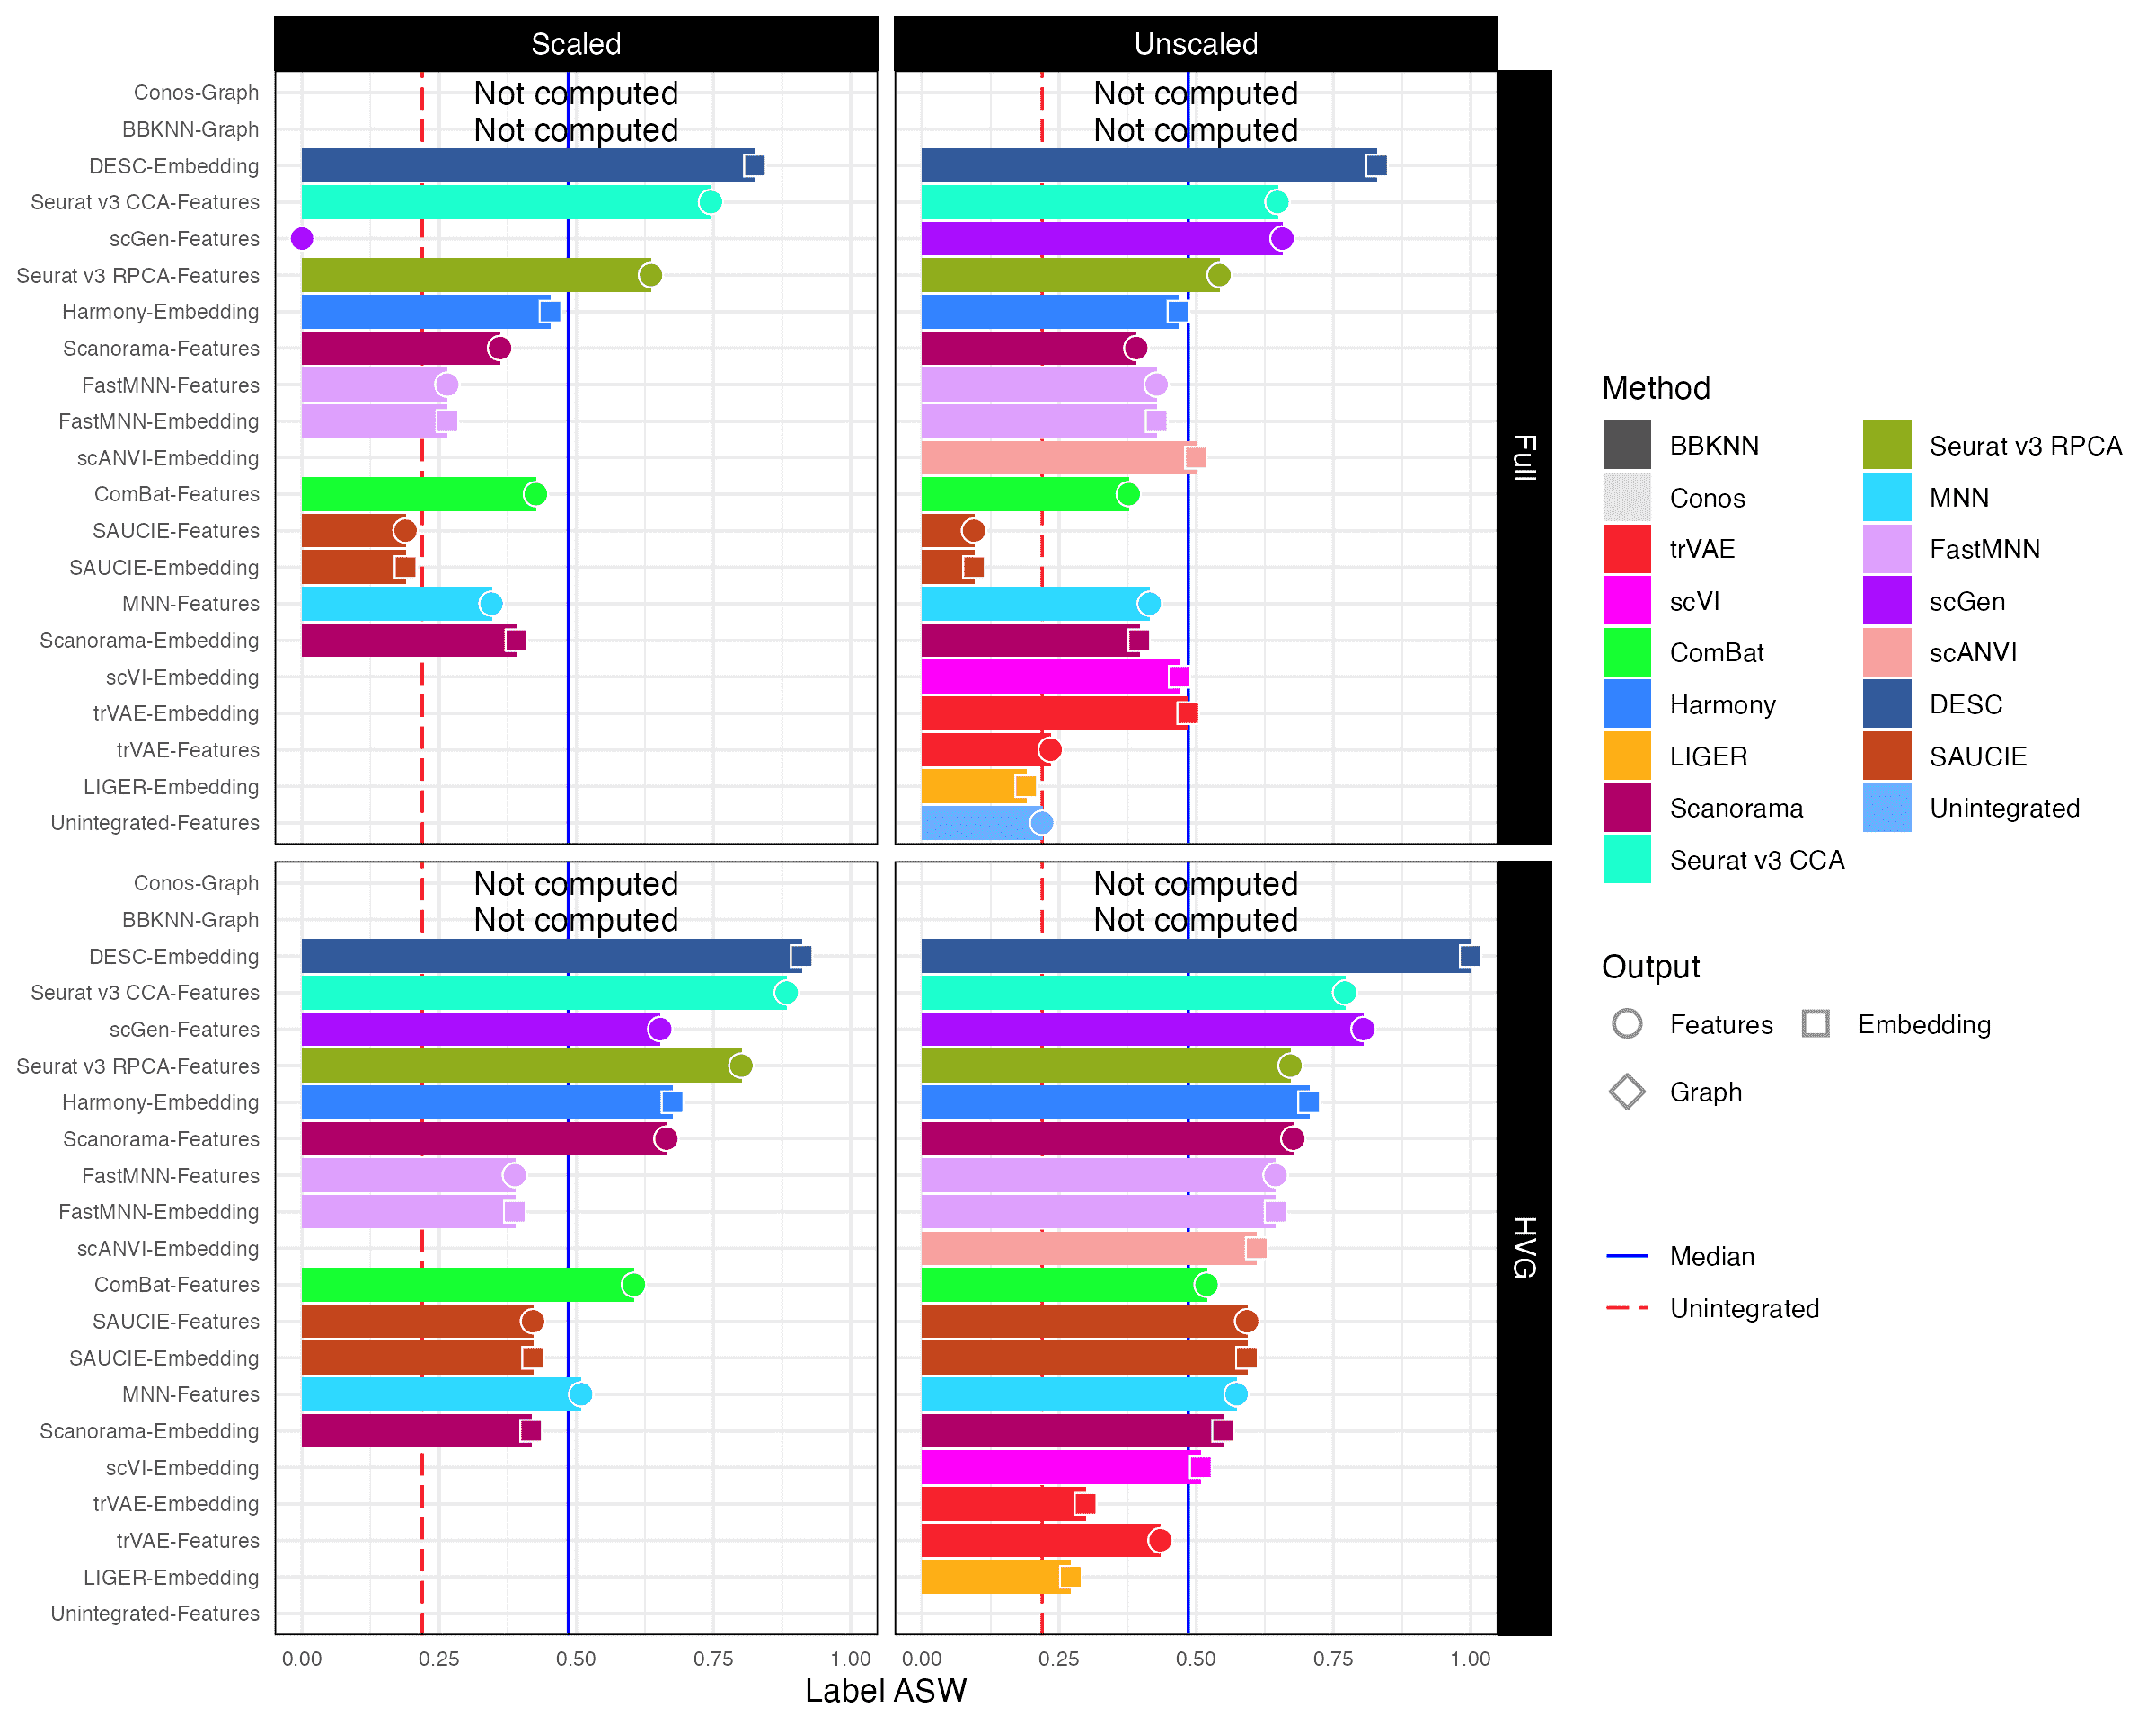 Scaled
Unscaled
Conos-Graph
BBKNN-Graph
DESC-Embedding
Seurat v3 CCA-Features
scGen-Features
Seurat v3 RPCA-Features
Harmony-Embedding
Scanorama-Features
FastMNN-Features
FastMNN-Embedding
scANVI-Embedding
ComBat-Features
SAUCIE-Features
SAUCIE-Embedding
MNN-Features
Scanorama-Embedding
scVI-Embedding
trVAE-Embedding
trVAE-Features
LIGER-Embedding
Unintegrated-Features
Not computed
Not computed
Not computed
Not computed
Full
Conos-Graph
BBKNN-Graph
DESC-Embedding
Seurat v3 CCA-Features
scGen-Features
Seurat v3 RPCA-Features
Harmony-Embedding
Scanorama-Features
FastMNN-Features
FastMNN-Embedding
scANVI-Embedding
ComBat-Features
SAUCIE-Features
SAUCIE-Embedding
MNN-Features
Scanorama-Embedding
scVI-Embedding
trVAE-Embedding
trVAE-Features
LIGER-Embedding
Unintegrated-Features
Not computed
Not computed
Not computed
Not computed
HVG
0.00 0.25 0.50 0.75 1.00
0.00 0.25 0.50 0.75 1.00
Label ASW
Method
BBKNN
Conos
trVAE
scVI
ComBat
Harmony
LIGER
Scanorama
Seurat v3 CCA
Seurat v3 RPCA
MNN
FastMNN
scGen
scANVI
DESC
SAUCIE
Unintegrated
Output
Features
Embedding
Graph
Median
Unintegrated